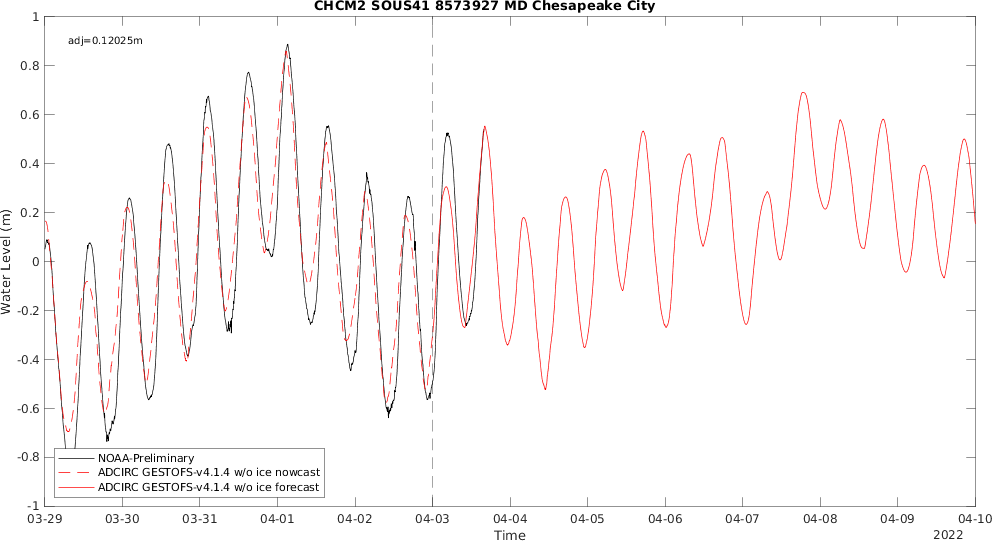 CHCM2 SOUS41 8573927 MD Chesapeake City
adj=0.12025m
Water Level (m)
1
0.8
0.6
0.4
0.2
0
-0.2
-0.4
-0.6
-0.8
-1
NOAA-Preliminary
ADCIRC GESTOFS-v4.1.4 w/o ice nowcast
ADCIRC GESTOFS-v4.1.4 w/o ice forecast
03-29 03-30 03-31 04-01 04-02 04-03 04-04 04-05 04-06 04-07 04-08 04-09 04-10
Time
2022